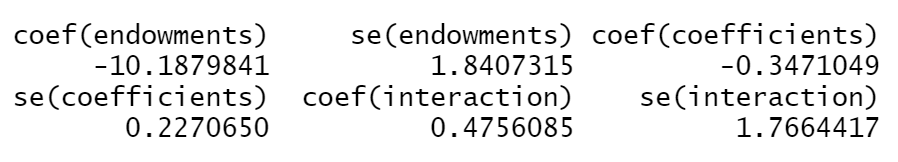 coef(endowments) se(endowments) coef(coefficients)
-10.1879841 1.8407315 -0.3471049
se(coefficients) coef(interaction) se(interaction)
0.2270650 0.4756085 1.7664417